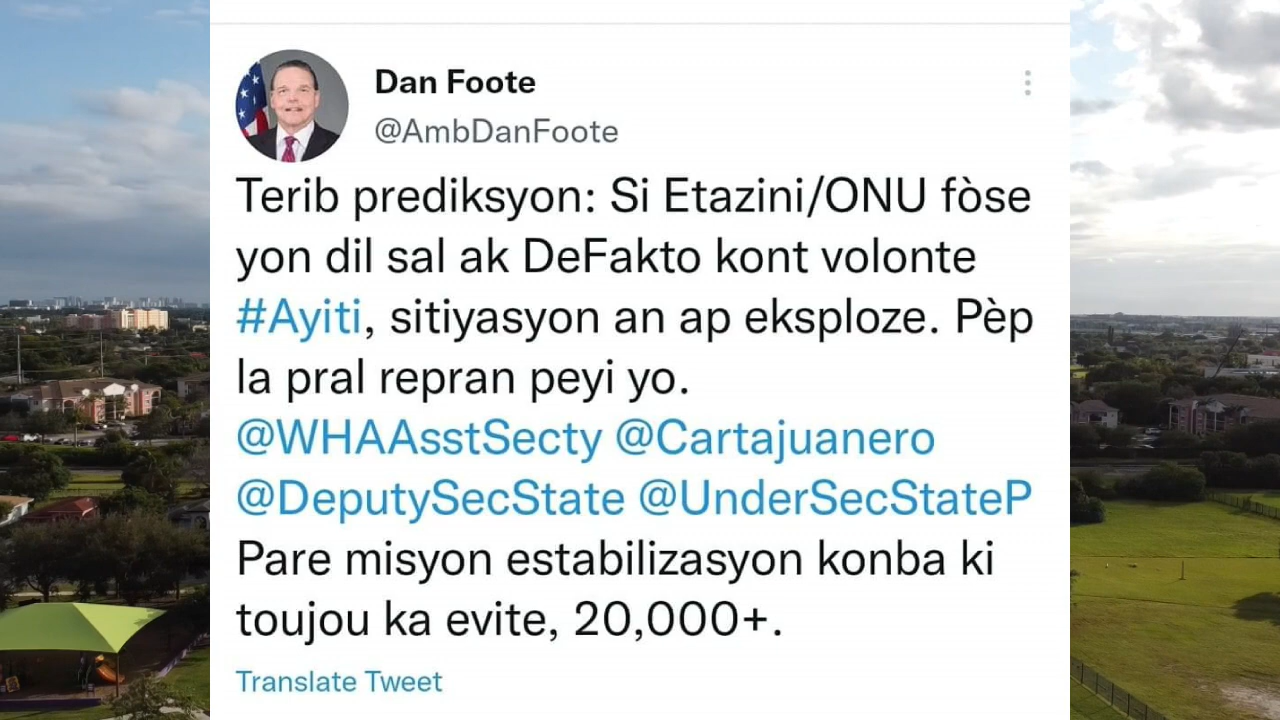 Dan Foote
@AmbDanFoote
Terib prediksyon: Si Etazini/ONU fòse
yon dil sal ak DeFakto kont volonte
#Ayiti, sitiyasyon an ap eksploze. Pèp
la pral repran peyi yo.
@WHAAsstSecty @Cartajuanero
@DeputySecState @UnderSecStateP
Pare misyon estabilizasyon konba ki
toujou ka evite, 20,000+.
Translate Tweet